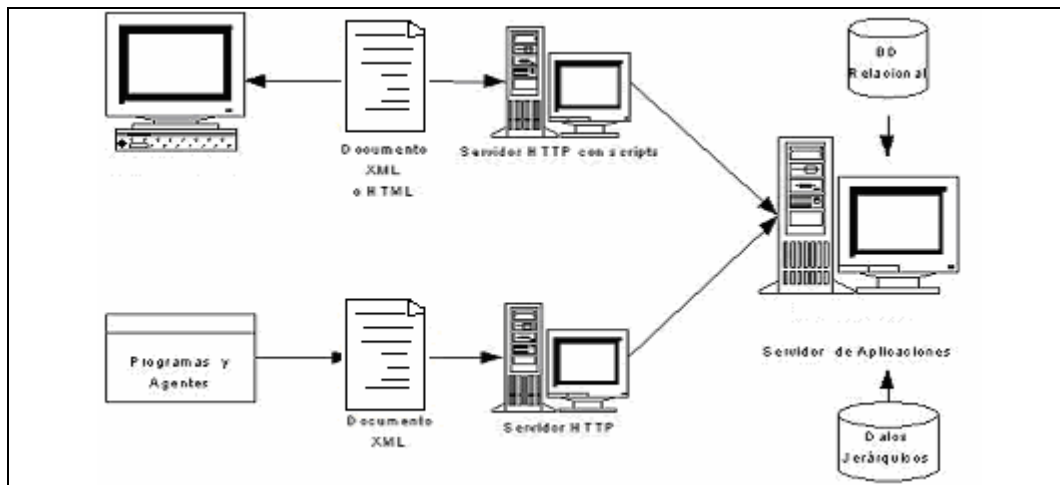 BD
Relacional
Documento
XML
o HTML
Servidor HTTP con scripts
Servidor de Aplicaciones
Programas y
Agentes
Documento
XML
Servidor HTTP
Datos
Jerárquicos